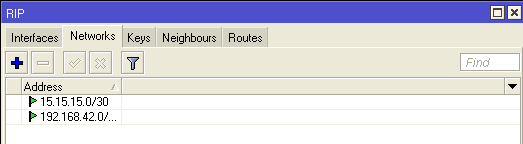 RIP
Interfaces Networks Keys Neighbours Routes
Find
Address
15.15.15.0/30
192.168.42.0/...